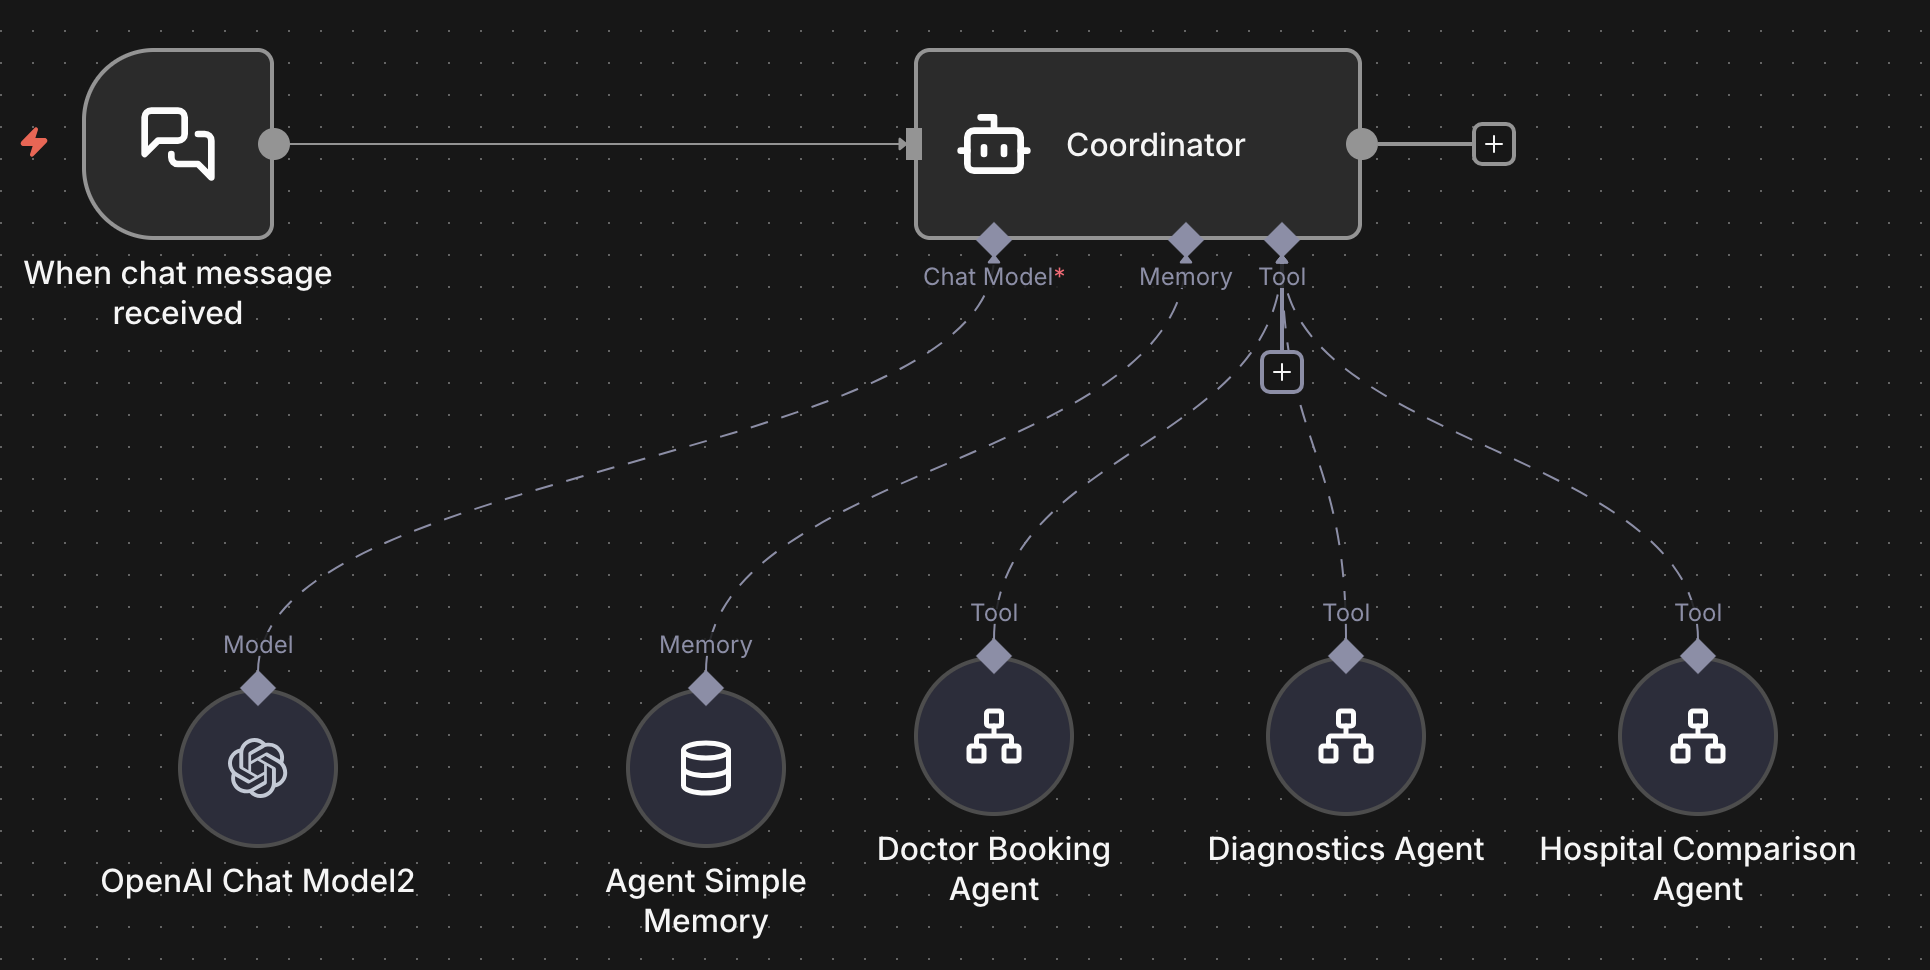 Coordinator
When chat message
received
Chat Model*
Memory
Tool
Model
Memory
Tool
Tool
Tool
OpenAI Chat Model2
Agent Simple
Memory
Doctor Booking
Agent
Diagnostics Agent
Hospital Comparison
Agent